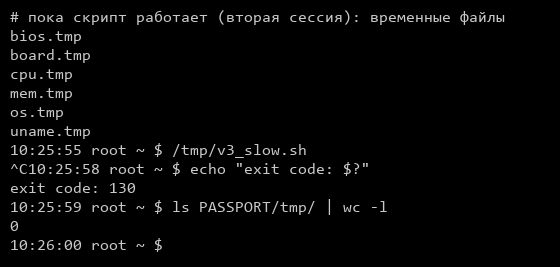 # пока скрипт работает (вторая сессия): временные файлы
bios.tmp
board.tmp
cpu.tmp
mem.tmp
os.tmp
uname.tmp
10:25:55 root ~ $ /tmp/v3_slow.sh
^C10:25:58 root ~ $ echo "exit code: $?"
exit code: 130
10:25:59 root ~ $ ls PASSPORT/tmp/ | wc -l
0
10:26:00 root ~ $